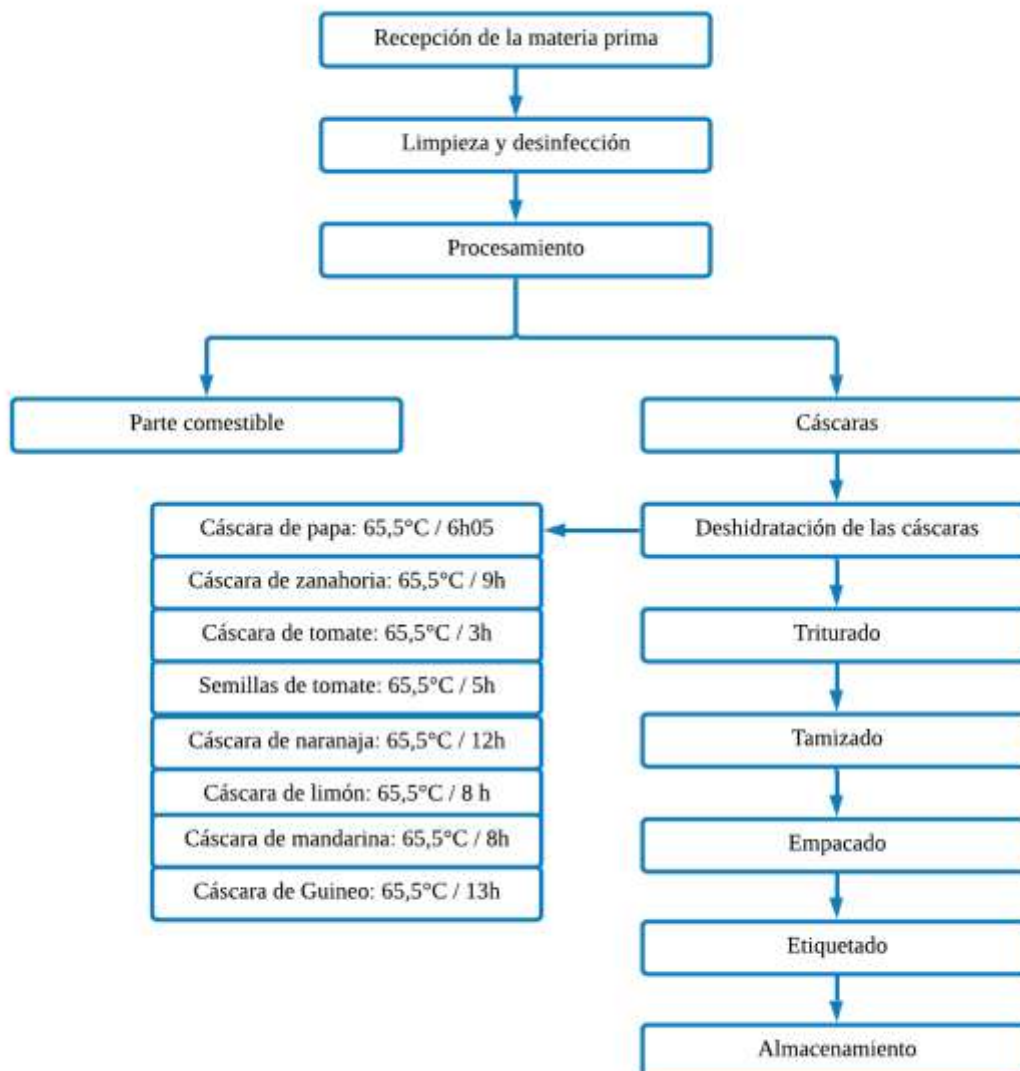 Recepción de la materia prima
Limpieza y desinfección
Procesamiento
Parte comestible
Cáscaras
Deshidratación de las cáscaras
Cáscara de papa: 65,5°C / 6h05
Cáscara de zanahoria: 65,5°C / 9h
Cáscara de tomate: 65,5°C / 3h
Semillas de tomate: 65,5°C / 5h
Cáscara de naranaja: 65,5°C / 12h
Cáscara de limón: 65,5°C / 8 h
Cáscara de mandarina: 65,5°C / 8h
Cáscara de Guineo: 65,5°C / 13h
Triturado
Tamizado
Empacado
Etiquetado
Almacenamiento